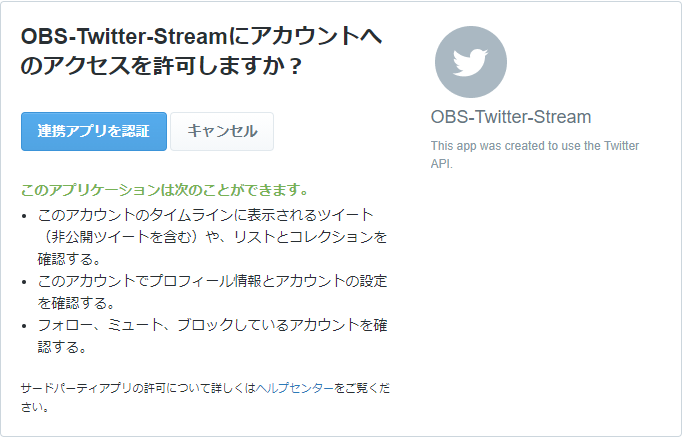 OBS-Twitter-Streamにアカウントへ
のアクセスを許可しますか？
連携アプリを認証
キャンセル
このアプリケーションは次のことができます。
• このアカウントのタイムラインに表示されるツイート
（非公開ツイートを含む）や、リストとコレクションを
確認する。
• このアカウントでプロフィール情報とアカウントの設定
を確認する。
• フォロー、ミュート、ブロックしているアカウントを確
認する。
サードパーティアプリの許可について詳しくはヘルプセンターをご覧くだ
さい。
OBS-Twitter-Stream
This app was created to use the Twitter
API.